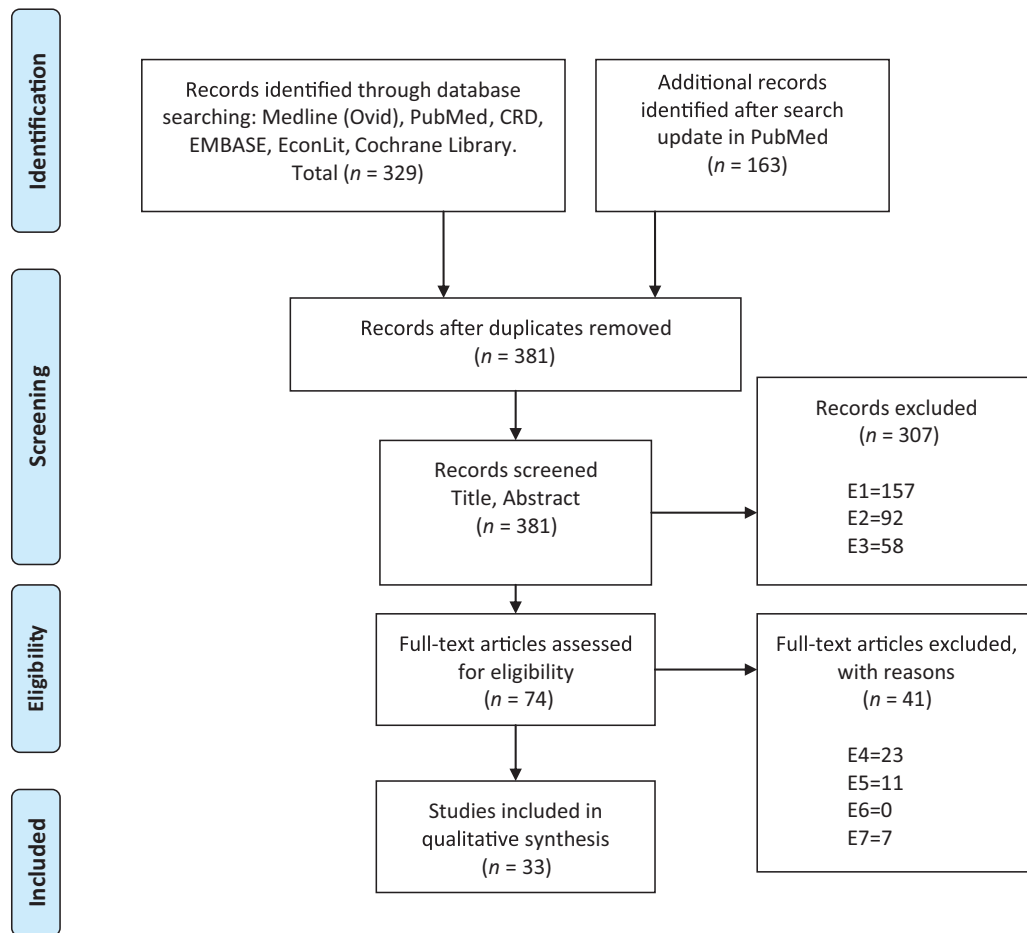 Identification
Records identified through database
searching: Medline (Ovid), PubMed, CRD,
EMBASE, EconLit, Cochrane Library.
Total (n = 329)
Additional records
identified after search
update in PubMed
(n = 163)
Screening
Records after duplicates removed
(n = 381)
Records screened
Title, Abstract
(n = 381)
Records excluded
(n = 307)
E1=157
E2=92
E3=58
Eligibility
Full-text articles assessed
for eligibility
(n = 74)
Full-text articles excluded,
with reasons
(n = 41)
E4=23
E5=11
E6=0
E7=7
Included
Studies included in
qualitative synthesis
(n = 33)